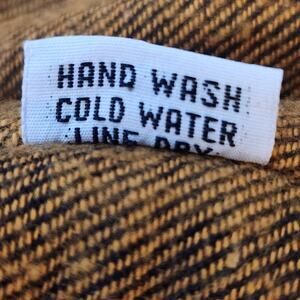 HAND WASH
COLD WATER
LINE DRY